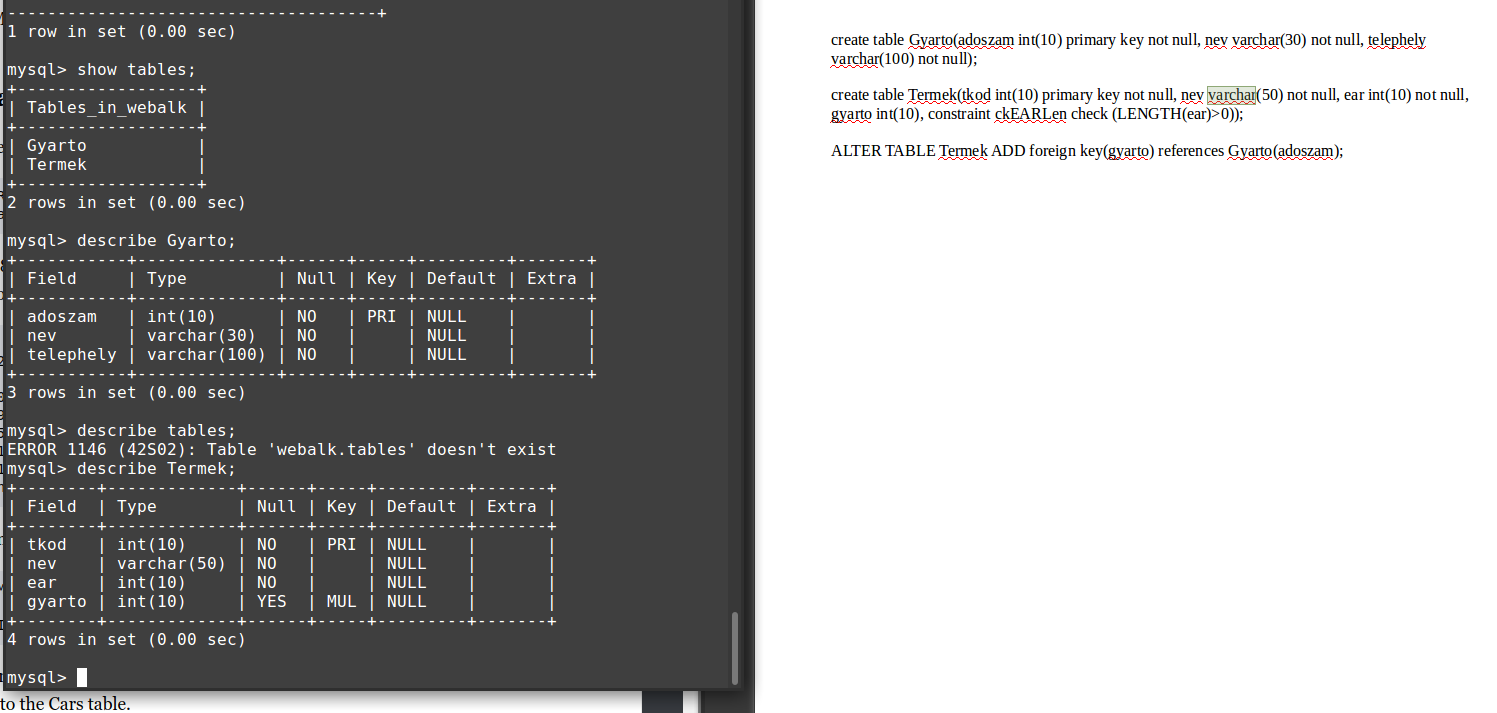 +-------------------------------------+
1 row in set (0.00 sec)
mysql> show tables;
+------------------+
| Tables_in_webalk |
+------------------+
| Gyarto           |
| Termek           |
+------------------+
2 rows in set (0.00 sec)
mysql> describe Gyarto;
+-----------+--------------+------+-----+---------+-------+
| Field     | Type         | Null | Key | Default | Extra |
+-----------+--------------+------+-----+---------+-------+
| adoszam   | int(10)      | NO   | PRI | NULL    |       |
| nev       | varchar(30)  | NO   |     | NULL    |       |
| telephely | varchar(100) | NO   |     | NULL    |       |
+-----------+--------------+------+-----+---------+-------+
3 rows in set (0.00 sec)
mysql> describe tables;
ERROR 1146 (42S02): Table 'webalk.tables' doesn't exist
mysql> describe Termek;
+--------+-------------+------+-----+---------+-------+
| Field  | Type        | Null | Key | Default | Extra |
+--------+-------------+------+-----+---------+-------+
| tkod   | int(10)     | NO   | PRI | NULL    |       |
| nev    | varchar(50) | NO   |     | NULL    |       |
| ear    | int(10)     | NO   |     | NULL    |       |
| gyarto | int(10)     | YES  | MUL | NULL    |       |
+--------+-------------+------+-----+---------+-------+
4 rows in set (0.00 sec)
mysql>
to the Cars table.
create table Gyarto(adoszam int(10) primary key not null, nev varchar(30) not null, telephely
varchar(100) not null);
create table Termek(tkod int(10) primary key not null, nev varchar(50) not null, ear int(10) not null,
gyarto int(10), constraint ckEARLen check (LENGTH(ear)>0));
ALTER TABLE Termek ADD foreign key(gyarto) references Gyarto(adoszam);